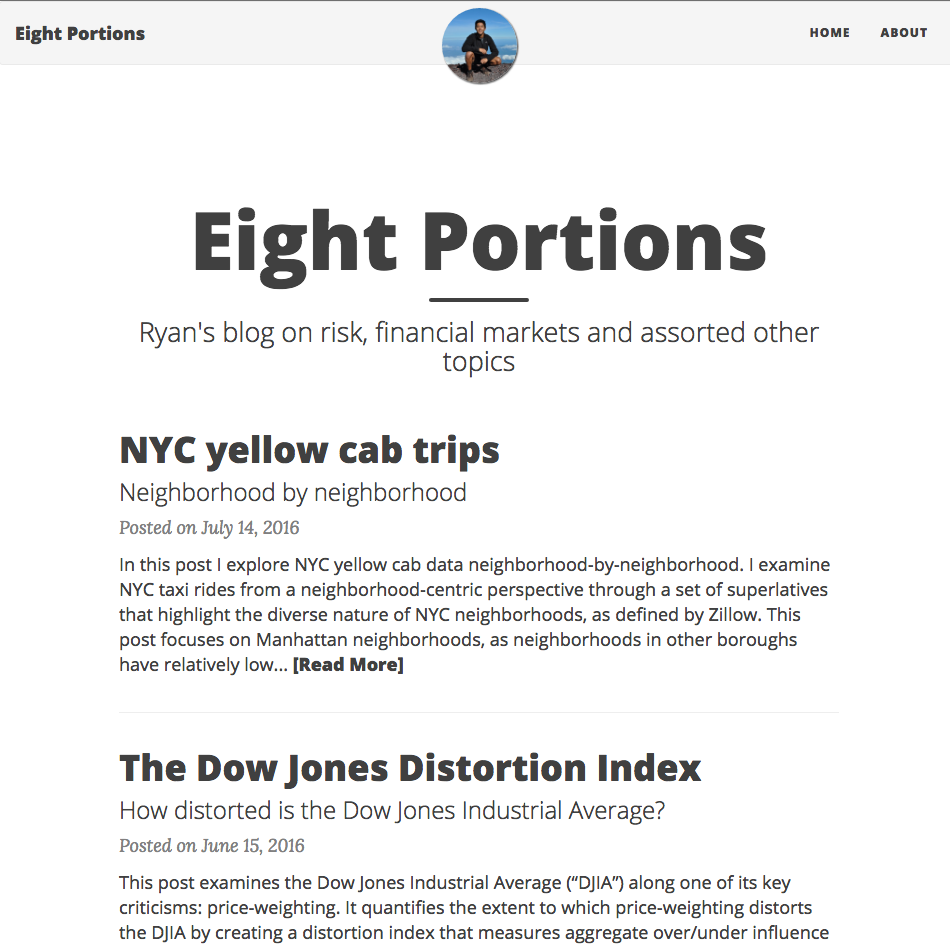 Eight Portions
HOME
ABOUT
Eight Portions
Ryan's blog on risk, financial markets and assorted other
topics
NYC yellow cab trips
Neighborhood by neighborhood
Posted on July 14, 2016
In this post I explore NYC yellow cab data neighborhood-by-neighborhood. I examine
NYC taxi rides from a neighborhood-centric perspective through a set of superlatives
that highlight the diverse nature of NYC neighborhoods, as defined by Zillow. This
post focuses on Manhattan neighborhoods, as neighborhoods in other boroughs
have relatively low... [Read More]
The Dow Jones Distortion Index
How distorted is the Dow Jones Industrial Average?
Posted on June 15, 2016
This post examines the Dow Jones Industrial Average (“DJIA”) along one of its key
criticisms: price-weighting. It quantifies the extent to which price-weighting distorts
the DJIA by creating a distortion index that measures aggregate over/under influence